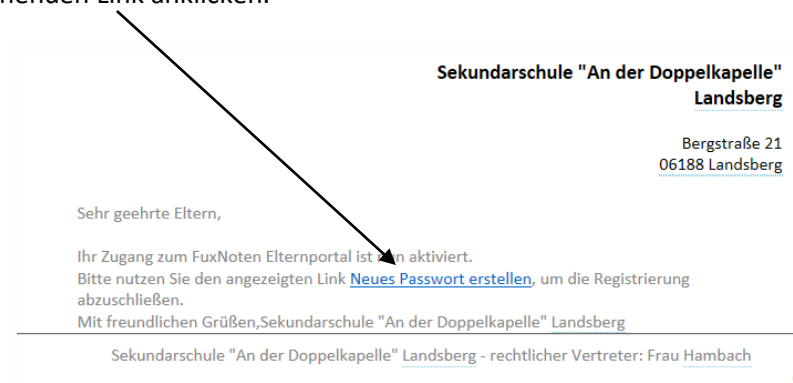 Link anklicken.
Sekundarschule "An der Doppelkapelle"
Landsberg
Bergstraße 21
06188 Landsberg
Sehr geehrte Eltern,
Ihr Zugang zum FuxNoten Elternportal ist nun aktiviert.
Bitte nutzen Sie den angezeigten Link Neues Passwort erstellen, um die Registrierung
abzuschließen.
Mit freundlichen Grüßen,Sekundarschule "An der Doppelkapelle" Landsberg
Sekundarschule "An der Doppelkapelle" Landsberg - rechtlicher Vertreter: Frau Hambach